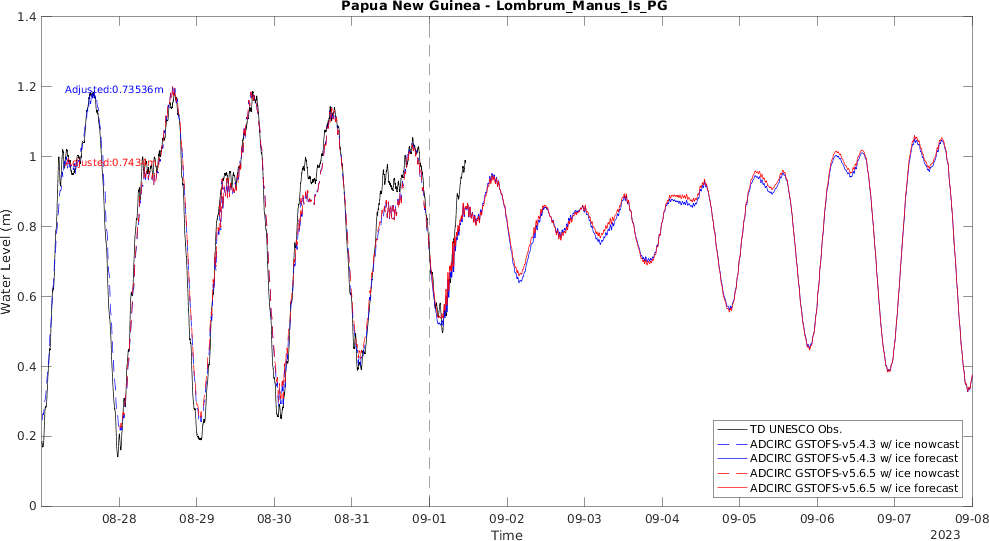 Papua New Guinea - Lombrum_Manus_Is_PG
1.4
1.2
1
0.8
0.6
0.4
0.2
0
Water Level (m)
Adjusted:0.73536m
08-28
08-29
08-30
08-31
09-01
09-02
09-03
09-04
09-05
09-06
09-07
09-08
2023
Time
TD UNESCO Obs.
ADCIRC GSTOFS-v5.4.3 w/ ice nowcast
ADCIRC GSTOFS-v5.4.3 w/ ice forecast
ADCIRC GSTOFS-v5.6.5 w/ ice nowcast
ADCIRC GSTOFS-v5.6.5 w/ ice forecast